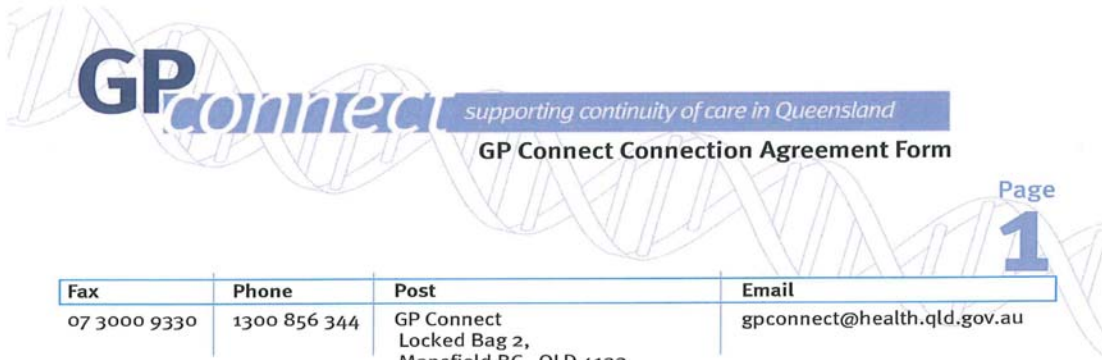 GP
connect supporting continuity of care in Queensland
GP Connect Connection Agreement Form
Page
1
Fax Phone Post Email
07 3000 9330 1300 856 344 GP Connect gpconnect@health.qld.gov.au
Locked Bag 2,